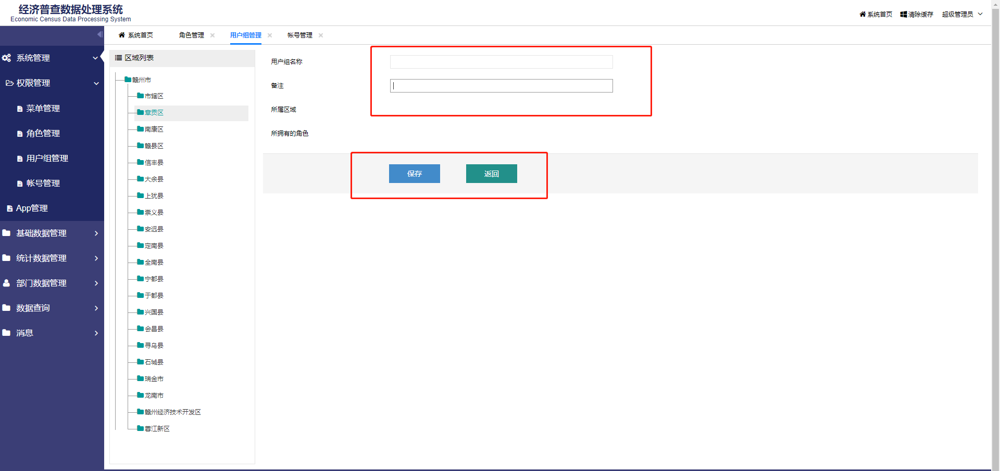 经济普查数据处理系统
Economic Census Data Processing System
系统首页 清除缓存 超级管理员
系统首页 角色管理 用户组管理 帐号管理
系统管理
权限管理
菜单管理
角色管理
用户组管理
帐号管理
App管理
基础数据管理
统计数据管理
部门数据管理
数据查询
消息
区域列表
赣州市
市辖区
章贡区
南康区
赣县区
信丰县
大余县
上犹县
崇义县
安远县
定南县
全南县
宁都县
于都县
兴国县
会昌县
寻乌县
石城县
瑞金市
龙南市
赣州经济技术开发区
蓉江新区
用户组名称
备注
所属区域
所拥有的角色
保存 返回